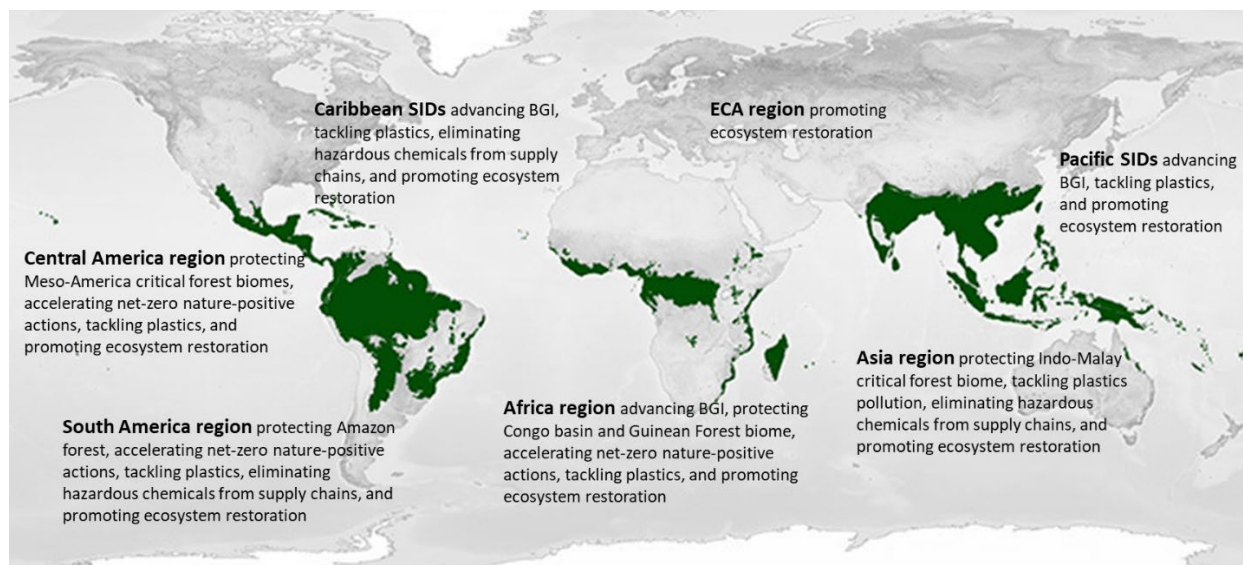 Caribbean SIDs advancing BGI,
tackling plastics, eliminating
hazardous chemicals from supply
chains, and promoting ecosystem
restoration
ECA region promoting
ecosystem restoration
Pacific SIDs advancing
BGI, tackling plastics,
and promoting
ecosystem restoration
Central America region protecting
Meso-America critical forest biomes,
accelerating net-zero nature-positive
actions, tackling plastics, and
promoting ecosystem restoration
Asia region protecting Indo-Malay
critical forest biome, tackling plastics
pollution, eliminating hazardous
chemicals from supply chains, and
promoting ecosystem restoration
South America region protecting Amazon
forest, accelerating net-zero nature-positive
actions, tackling plastics, eliminating
hazardous chemicals from supply chains, and
promoting ecosystem restoration
Africa region advancing BGI, protecting
Congo basin and Guinean Forest biome,
accelerating net-zero nature-positive
actions, tackling plastics, and promoting
ecosystem restoration